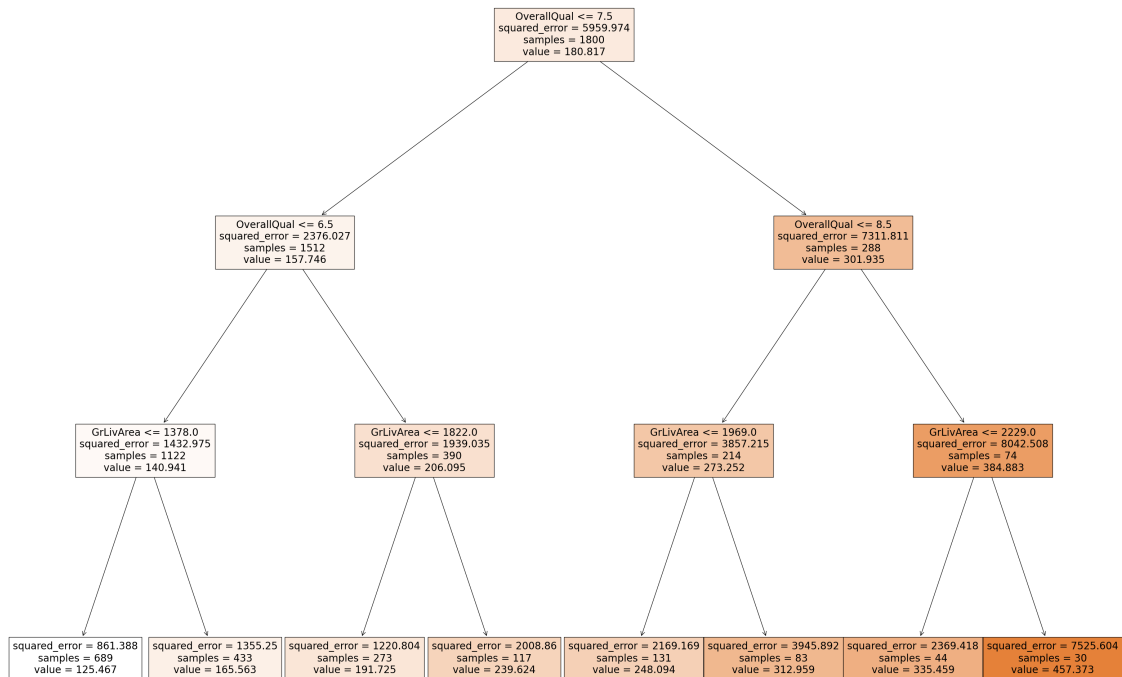 OverallQual <= 7.5
squared_error = 5959.974
samples = 1800
value = 180.817
OverallQual <= 6.5
squared_error = 2376.027
samples = 1512
value = 157.746
OverallQual <= 8.5
squared_error = 7311.811
samples = 288
value = 301.935
GrLivArea <= 1378.0
squared_error = 1432.975
samples = 1122
value = 140.941
GrLivArea <= 1822.0
squared_error = 1939.035
samples = 390
value = 206.095
GrLivArea <= 1969.0
squared_error = 3857.215
samples = 214
value = 273.252
GrLivArea <= 2229.0
squared_error = 8042.508
samples = 74
value = 384.883
squared_error = 861.388
samples = 689
value = 125.467
squared_error = 1355.25
samples = 433
value = 165.563
squared_error = 1220.804
samples = 273
value = 191.725
squared_error = 2008.86
samples = 117
value = 239.624
squared_error = 2169.169
samples = 131
value = 248.094
squared_error = 3945.892
samples = 83
value = 312.959
squared_error = 2369.418
samples = 44
value = 335.459
squared_error = 7525.604
samples = 30
value = 457.373